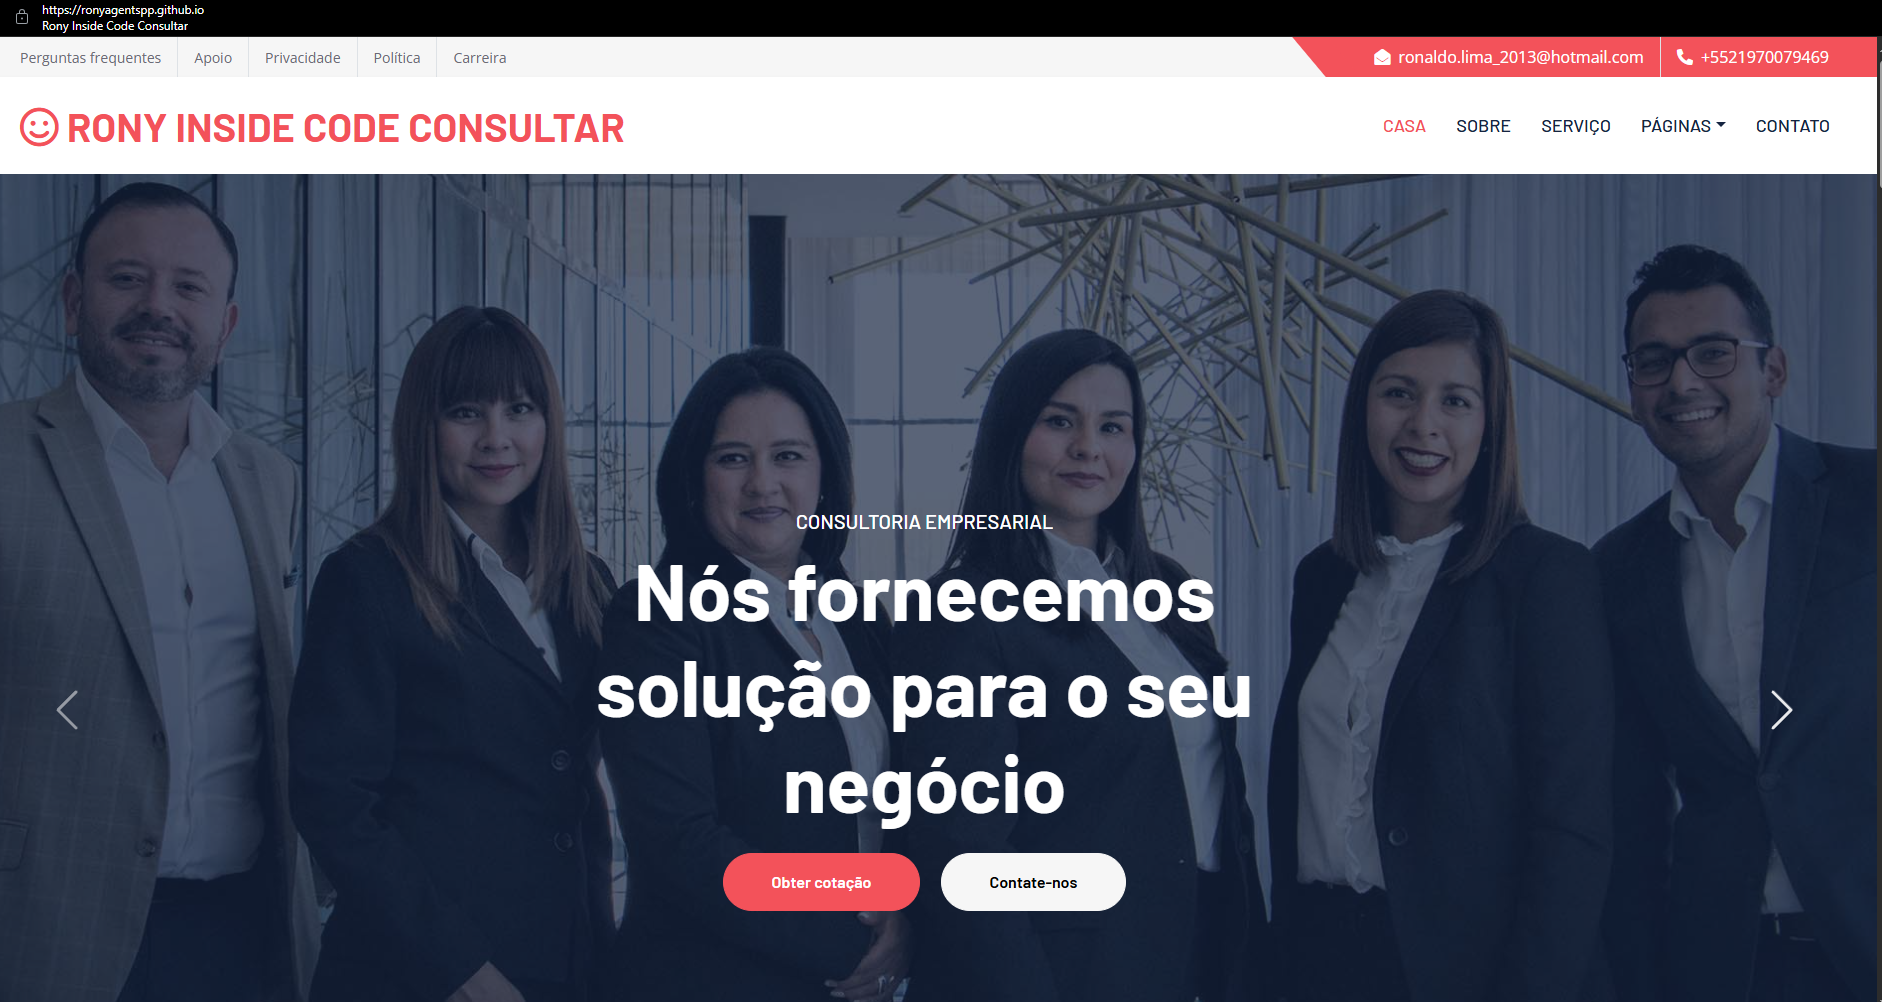 https://ronyagentspp.github.io
Rony Inside Code Consultar
Perguntas frequentes Apoio Privacidade Política Carreira ronaldo.lima_2013@hotmail.com +5521970079469
RONY INSIDE CODE CONSULTAR CASA SOBRE SERVIÇO PÁGINAS CONTATO
CONSULTORIA EMPRESARIAL
Nós fornecemos
solução para o seu
negócio
Obter cotação Contate-nos